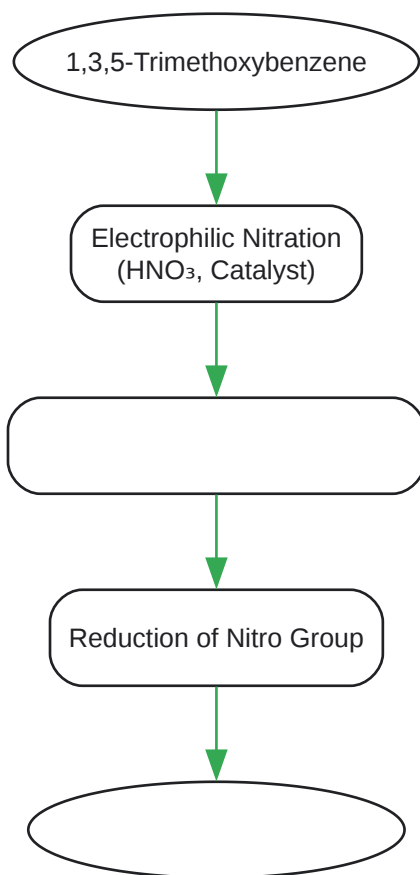 1,3,5-Trimethoxybenzene
Electrophilic Nitration
(HNO₃, Catalyst)
Reduction of Nitro Group